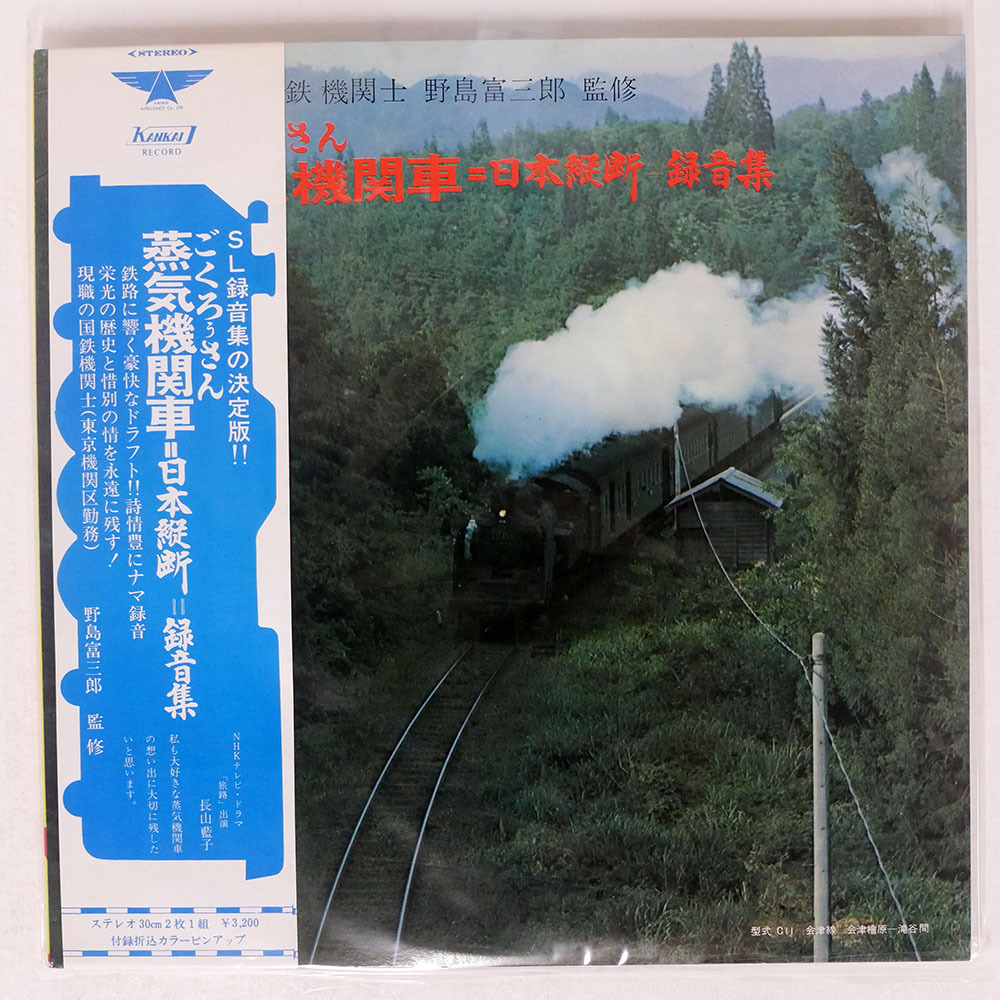 STEREO
AUTRIVONICS Co. LTD
KANKAI
RECORD
SL録音集の決定版!!
ごくろぅさん
蒸気機関車=日本縦断=録音集
鉄路に響く豪快なドラフト!!詩情豊にナマ録音
栄光の歴史と惜別の情を永遠に残す!
現職の国鉄機関士(東京機関区勤務)
野島富三郎 監修
NHKテレビ・ドラマ
「旅路」出演
長山藍子
私も大好きな蒸気機関車
の想い出に大切に残した
いと思います。
ステレオ30cm2枚1組 ¥3,200
付録折込カラーピンアップ
鉄 機関士 野島富三郎 監修
さん
機関車=日本縦断=録音集
型式 C11 会津線 会津檜原—滝谷間